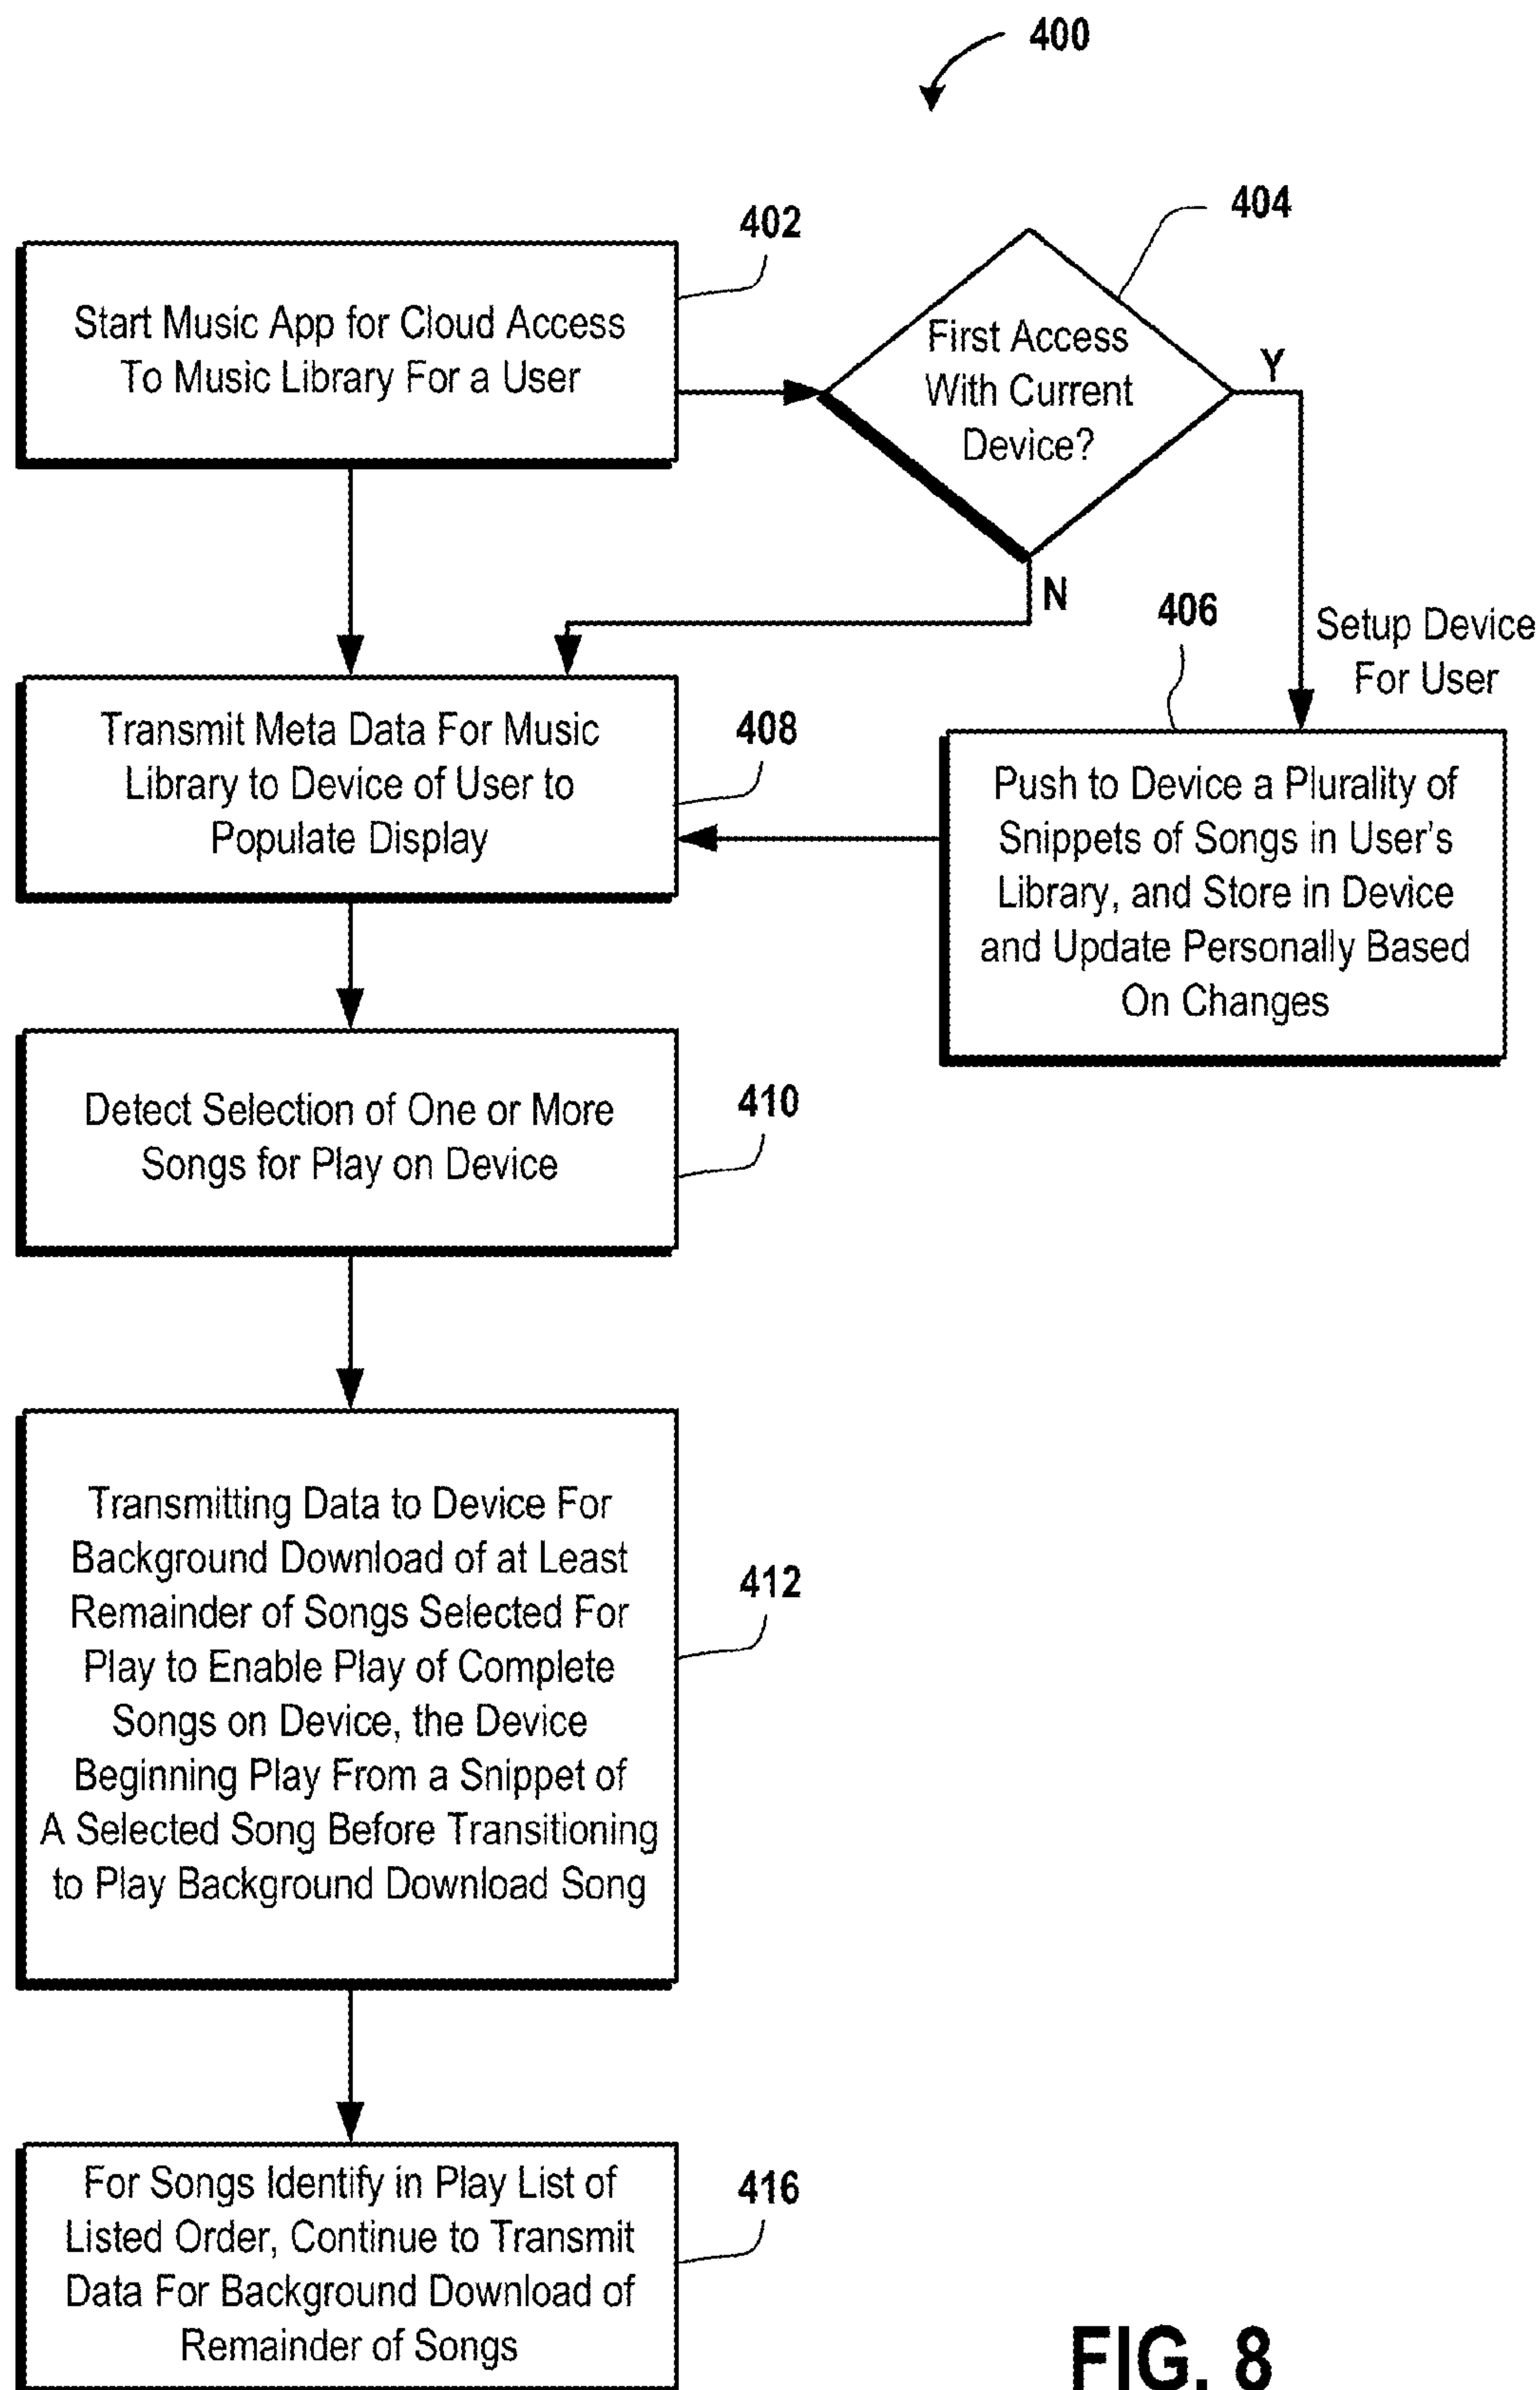 400
402
Start Music App for Cloud Access
To Music Library For a User
404
First Access
With Current
Device?
Y
N
Setup Device
For User
406
Push to Device a Plurality of
Snippets of Songs in User's
Library, and Store in Device
and Update Personally Based
On Changes
408
Transmit Meta Data For Music
Library to Device of User to
Populate Display
410
Detect Selection of One or More
Songs for Play on Device
412
Transmitting Data to Device For
Background Download of at Least
Remainder of Songs Selected For
Play to Enable Play of Complete
Songs on Device, the Device
Beginning Play From a Snippet of
A Selected Song Before Transitioning
to Play Background Download Song
416
For Songs Identify in Play List of
Listed Order, Continue to Transmit
Data For Background Download of
Remainder of Songs
FIG. 8